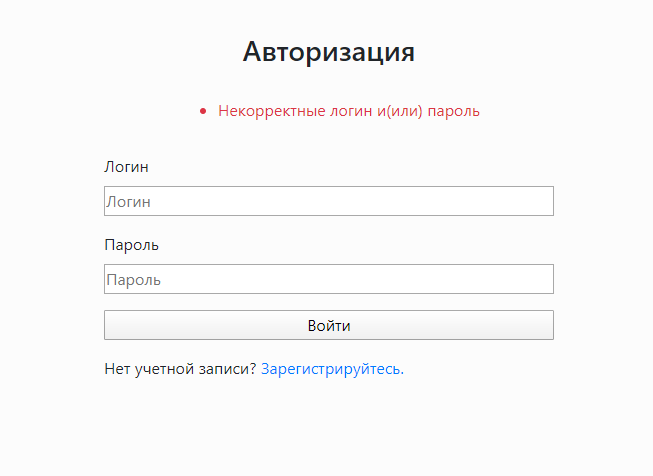 Авторизация
Некорректные логин и(или) пароль
Логин
Логин
Пароль
Пароль
Войти
Нет учетной записи? Зарегистрируйтесь.